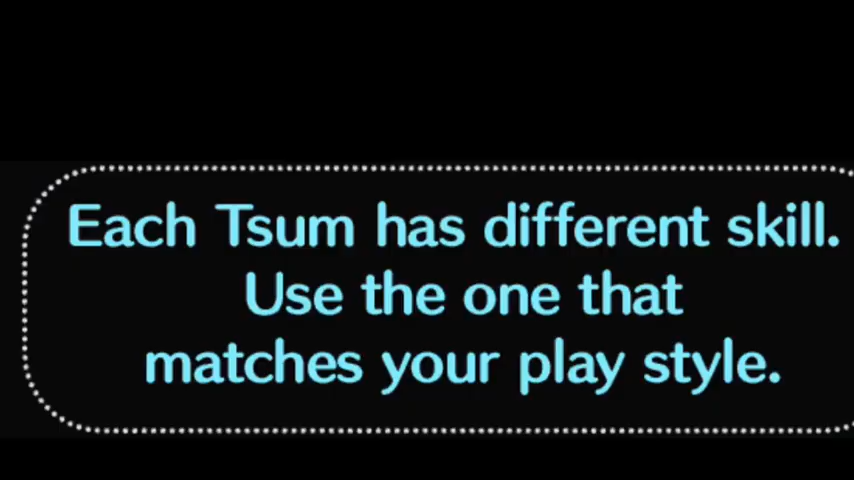 Each Tsum has different skill.
Use the one that
matches your play style.